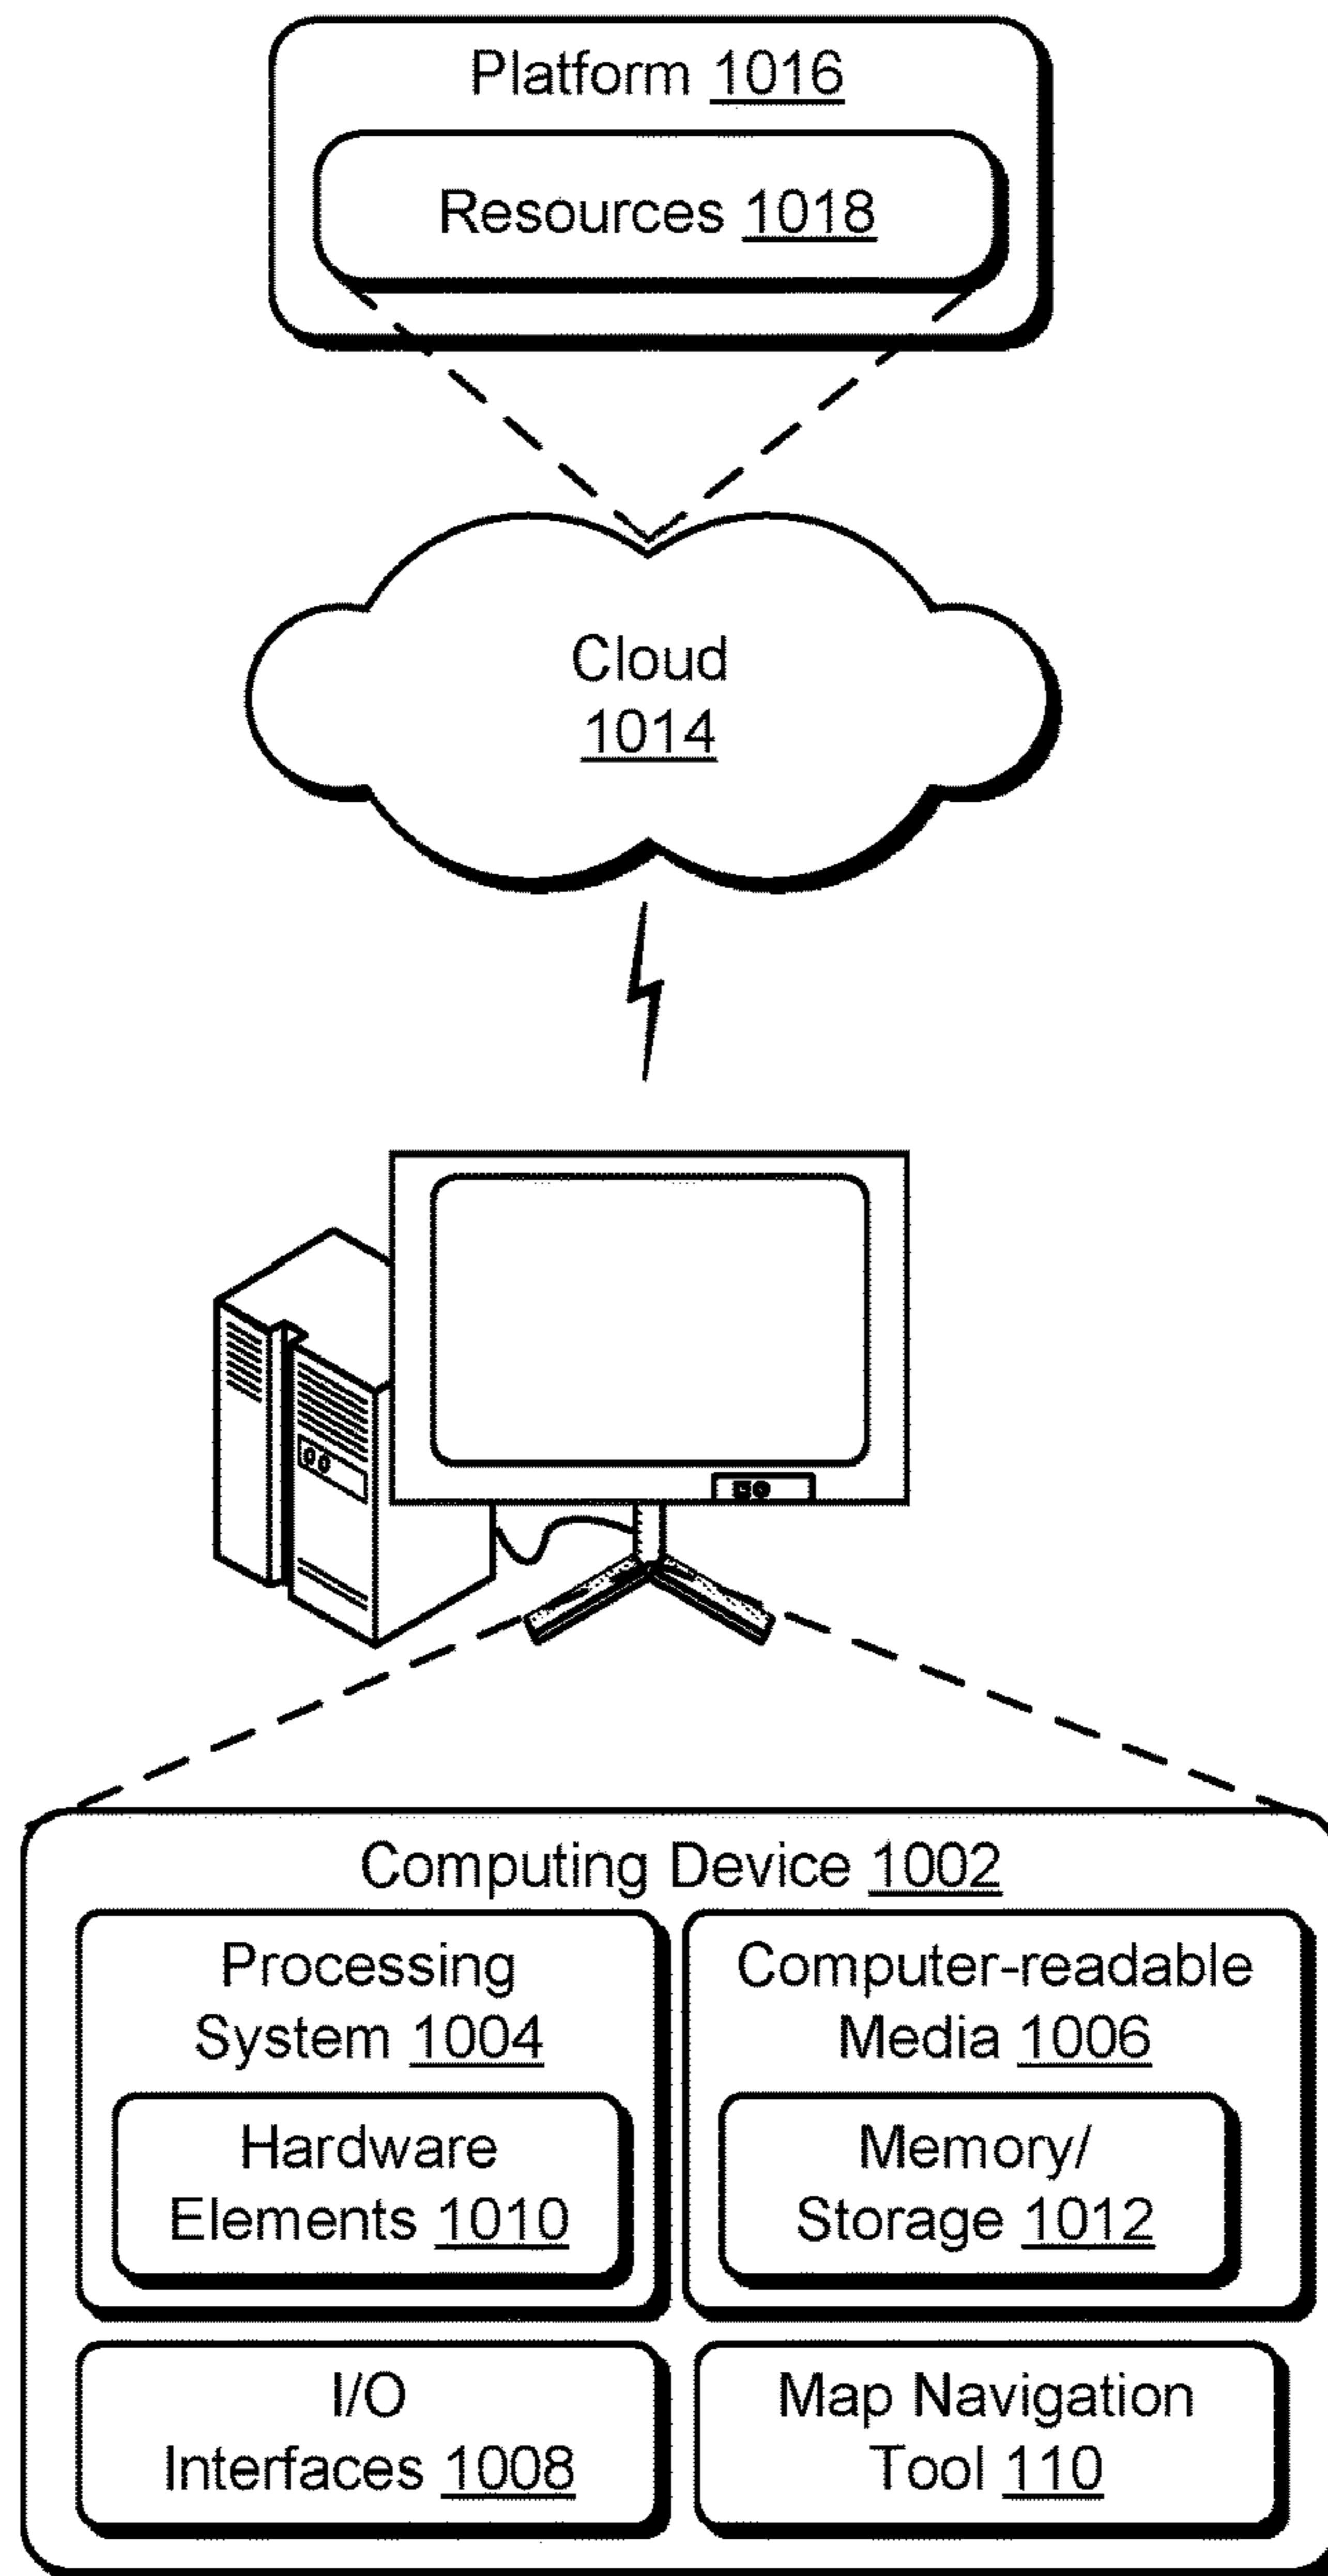 Platform 1016
Resources 1018
Cloud
1014
Computing Device 1002
Processing
System 1004
Hardware
Elements 1010
Computer-readable
Media 1006
Memory/
Storage 1012
I/O
Interfaces 1008
Map Navigation
Tool 110